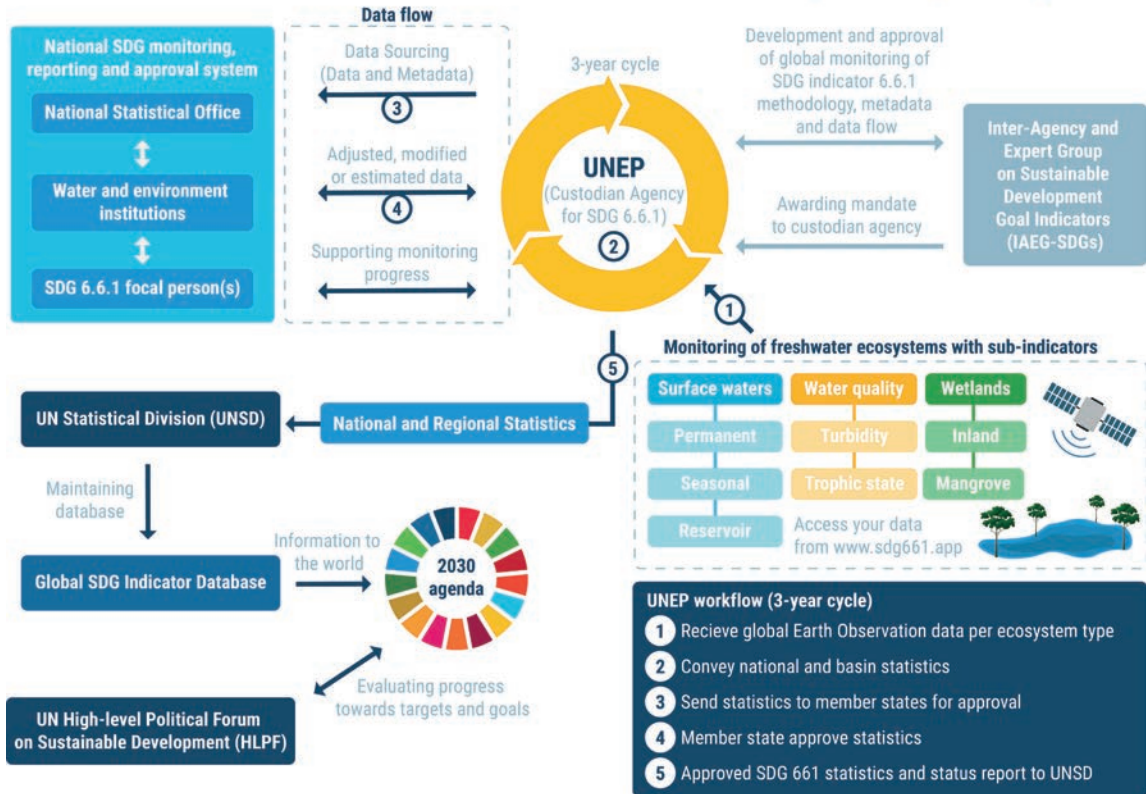 National SDG monitoring,
reporting and approval system
National Statistical Office
Water and environment
institutions
SDG 6.6.1 focal person(s)
Data flow
Data Sourcing
(Data and Metadata)
3
Adjusted, modified
or estimated data
4
Supporting monitoring
progress
3-year cycle
UNEP
(Custodian Agency
for SDG 6.6.1)
2
Development and approval
of global monitoring of
SDG indicator 6.6.1
methodology, metadata
and data flow
Awarding mandate
to custodian agency
Inter-Agency and
Expert Group
on Sustainable
Development
Goal Indicators
(IAEG-SDGs)
1
5
Monitoring of freshwater ecosystems with sub-indicators
Surface waters
Permanent
Seasonal
Reservoir
Water quality
Turbidity
Trophic state
Wetlands
Inland
Mangrove
Access your data
from www.sdg661.app
UN Statistical Division (UNSD)
National and Regional Statistics
Maintaining
database
Global SDG Indicator Database
Information to
the world
2030
agenda
Evaluating progress
towards targets and goals
UN High-level Political Forum
on Sustainable Development (HLPF)
UNEP workflow (3-year cycle)
1 Recieve global Earth Observation data per ecosystem type
2 Convey national and basin statistics
3 Send statistics to member states for approval
4 Member state approve statistics
5 Approved SDG 661 statistics and status report to UNSD